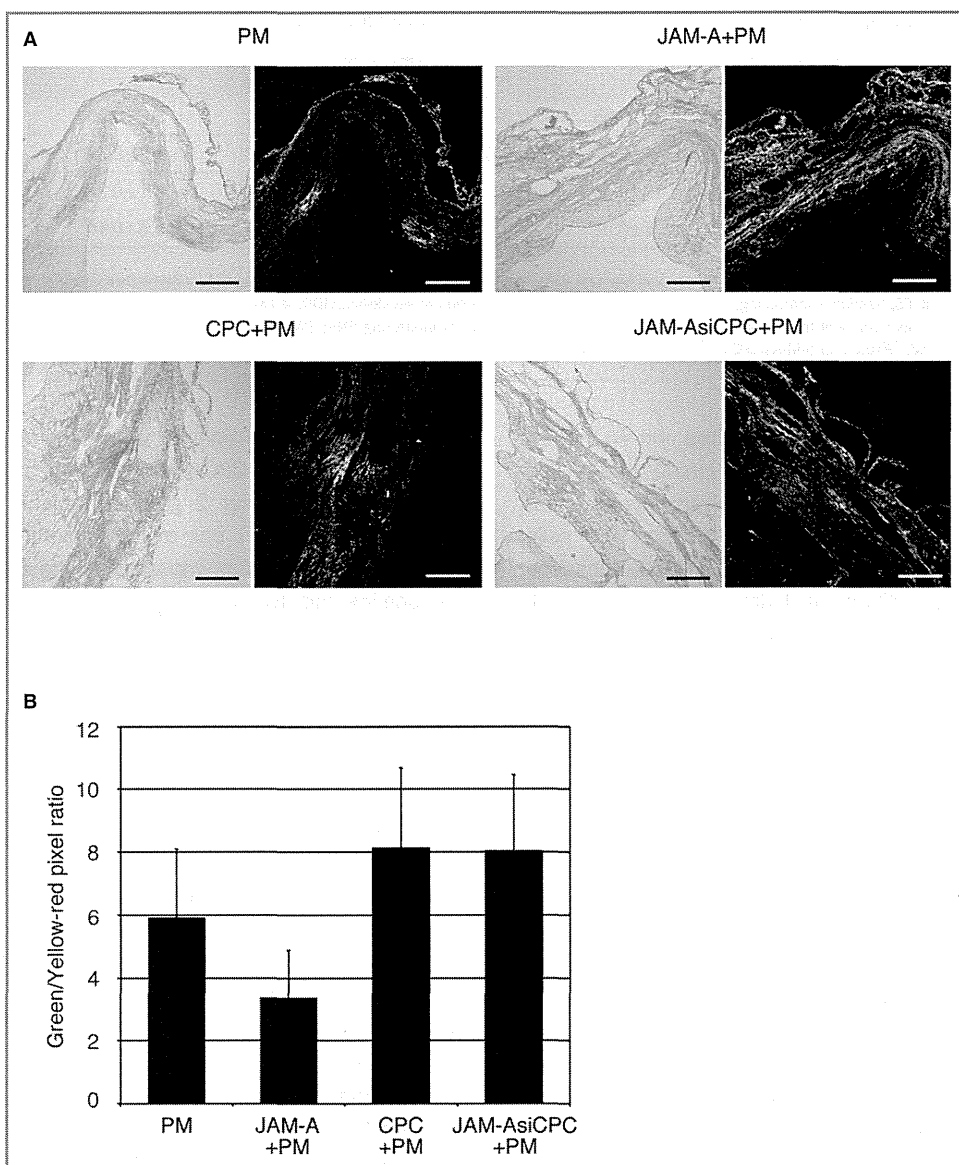 A
PM
JAM-A+PM
CPC+PM
JAM-AsiCPC+PM
B
12
10
8
6
4
2
0
Green/Yellow-red pixel ratio
PM
JAM-A
+PM
CPC
+PM
JAM-AsiCPC
+PM